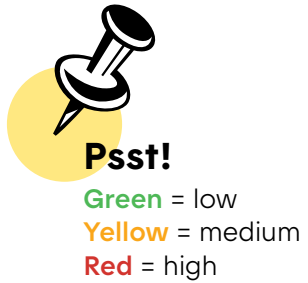 Psst!
Green = low
Yellow = medium
Red = high